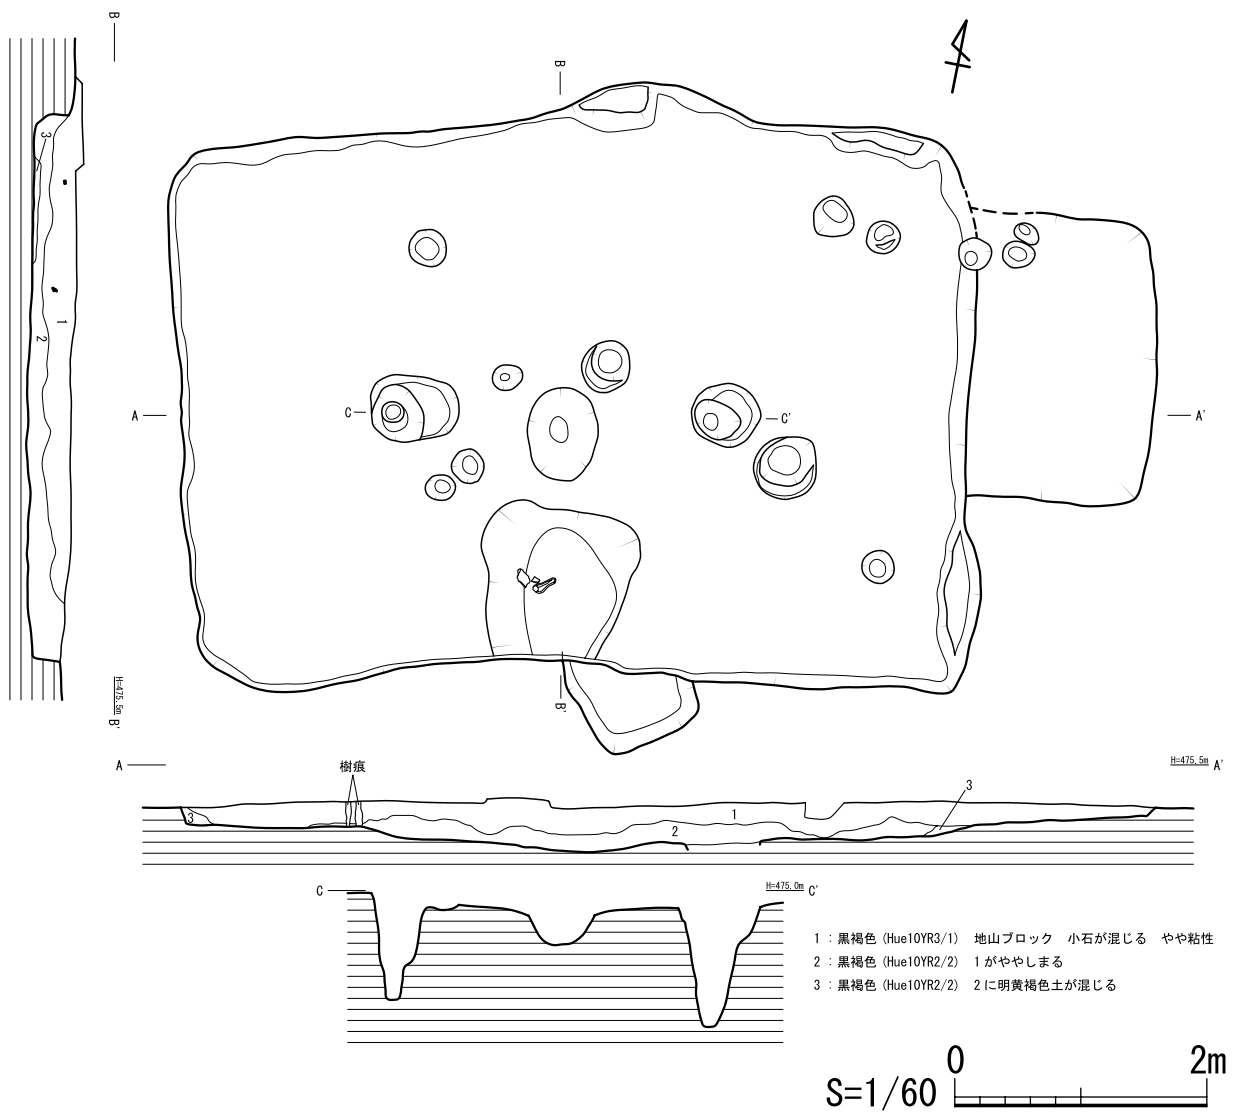 B
B
3
1
2
A
A'
C
C'
H=475.5m
B'
B'
A
H=475.5m A'
樹痕
3
3
1
2
C
H=475.0m C'
1 : 黒褐色 (Hue10YR3/1) 地山ブロック 小石が混じる やや粘性
2 : 黒褐色 (Hue10YR2/2) 1がややしまる
3 : 黒褐色 (Hue10YR2/2) 2に明黄褐色土が混じる
0 2m
S=1/60